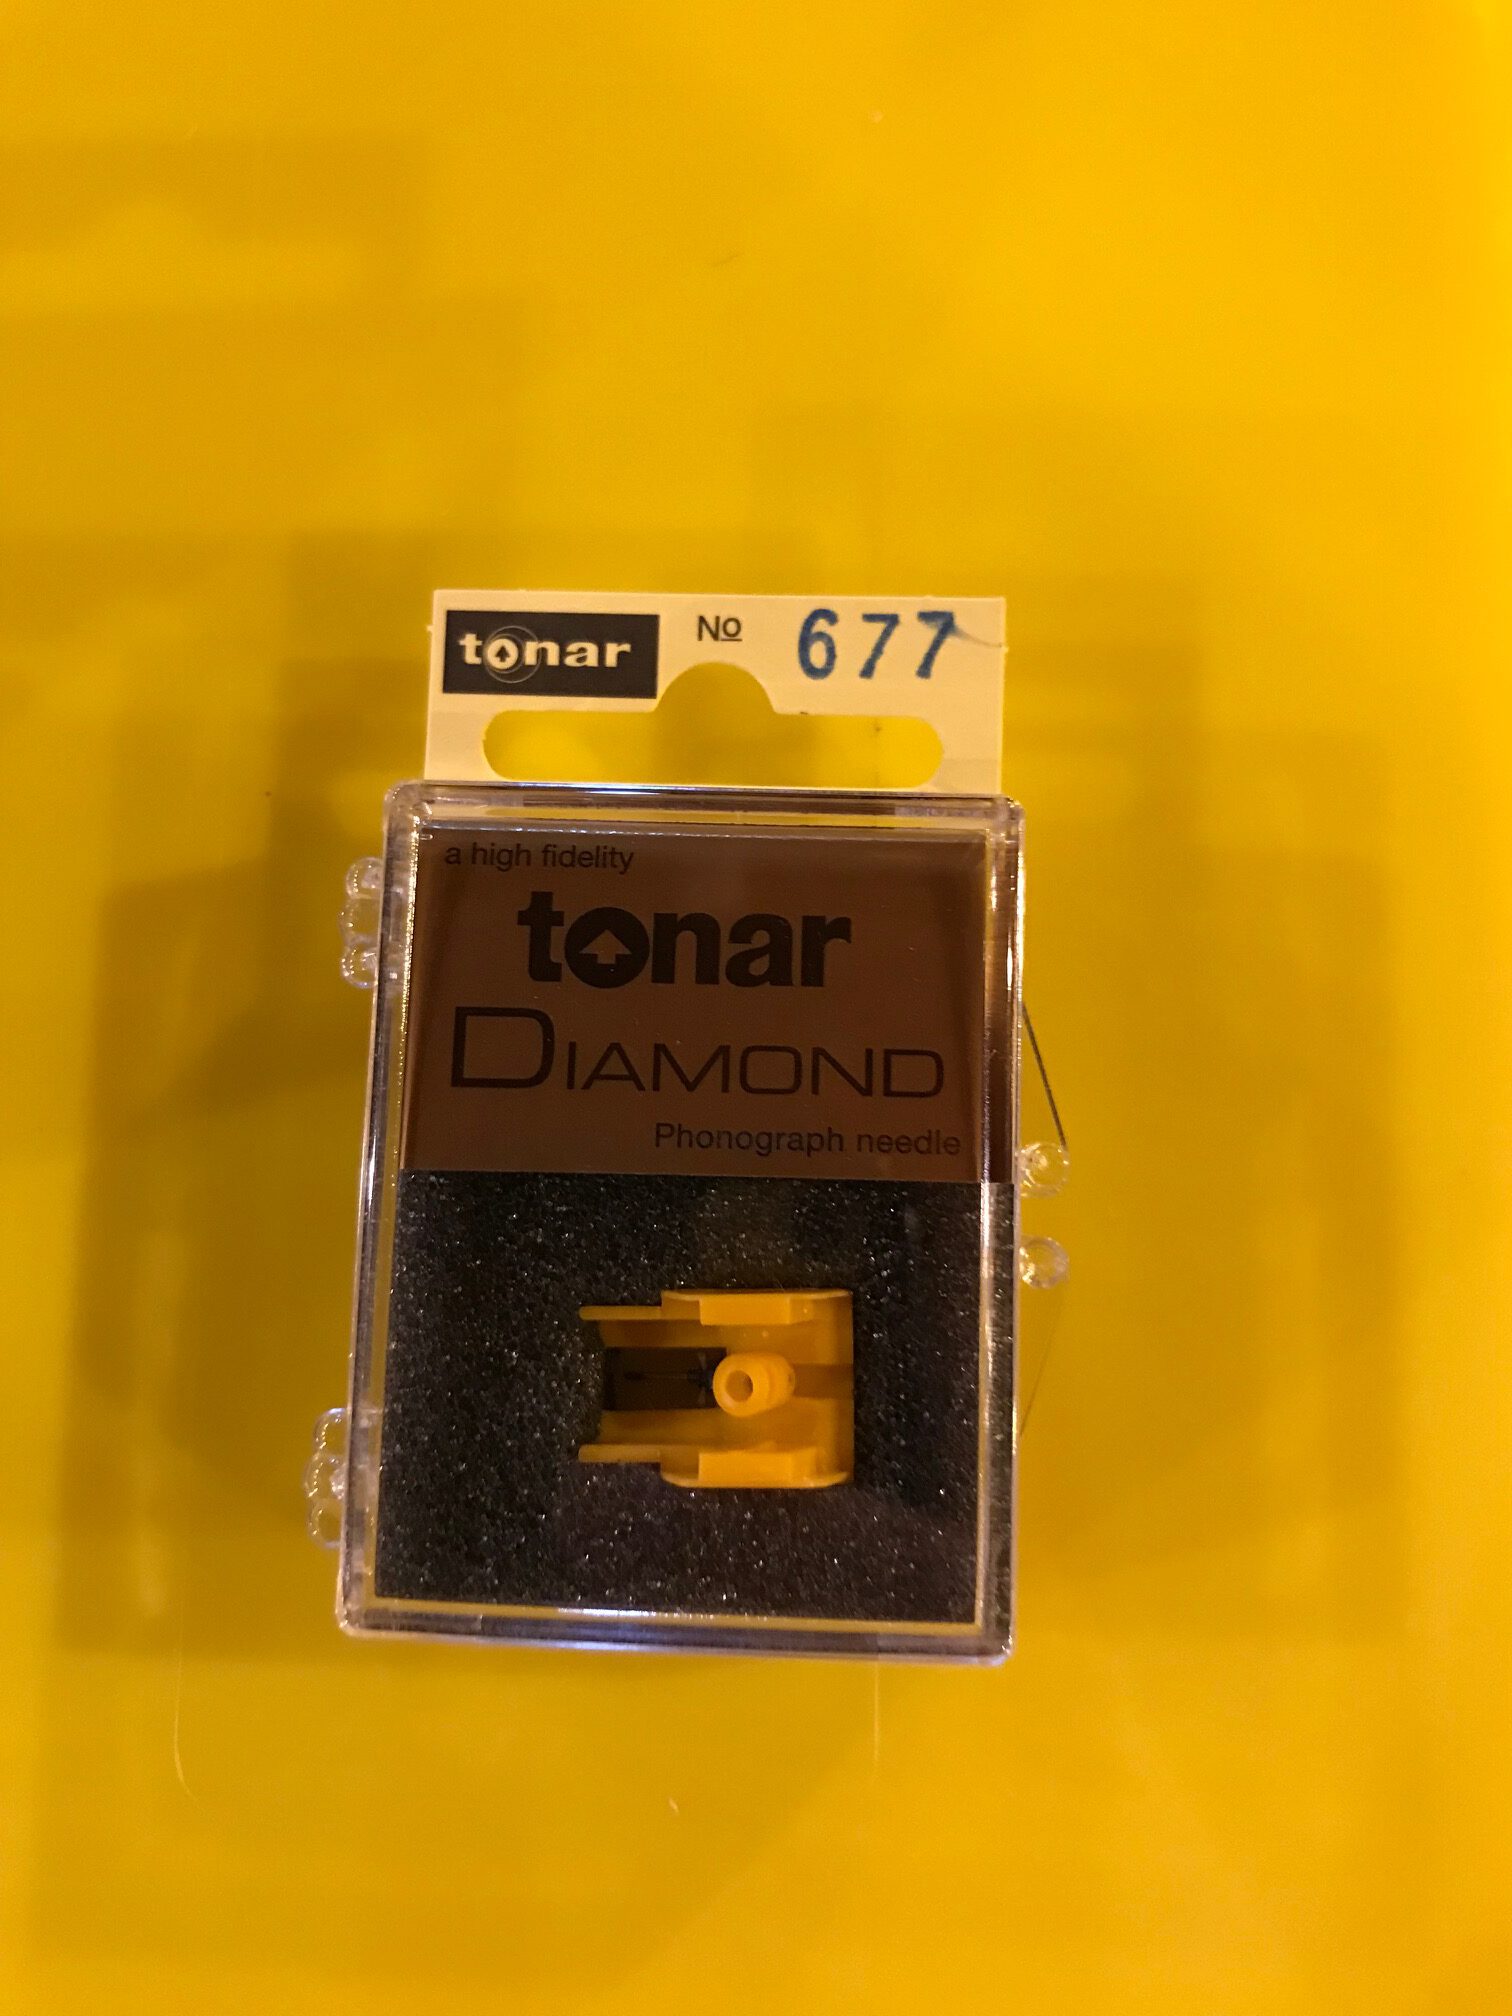 tonar No 677
a high fidelity
tonar
DIAMOND
Phonograph needle